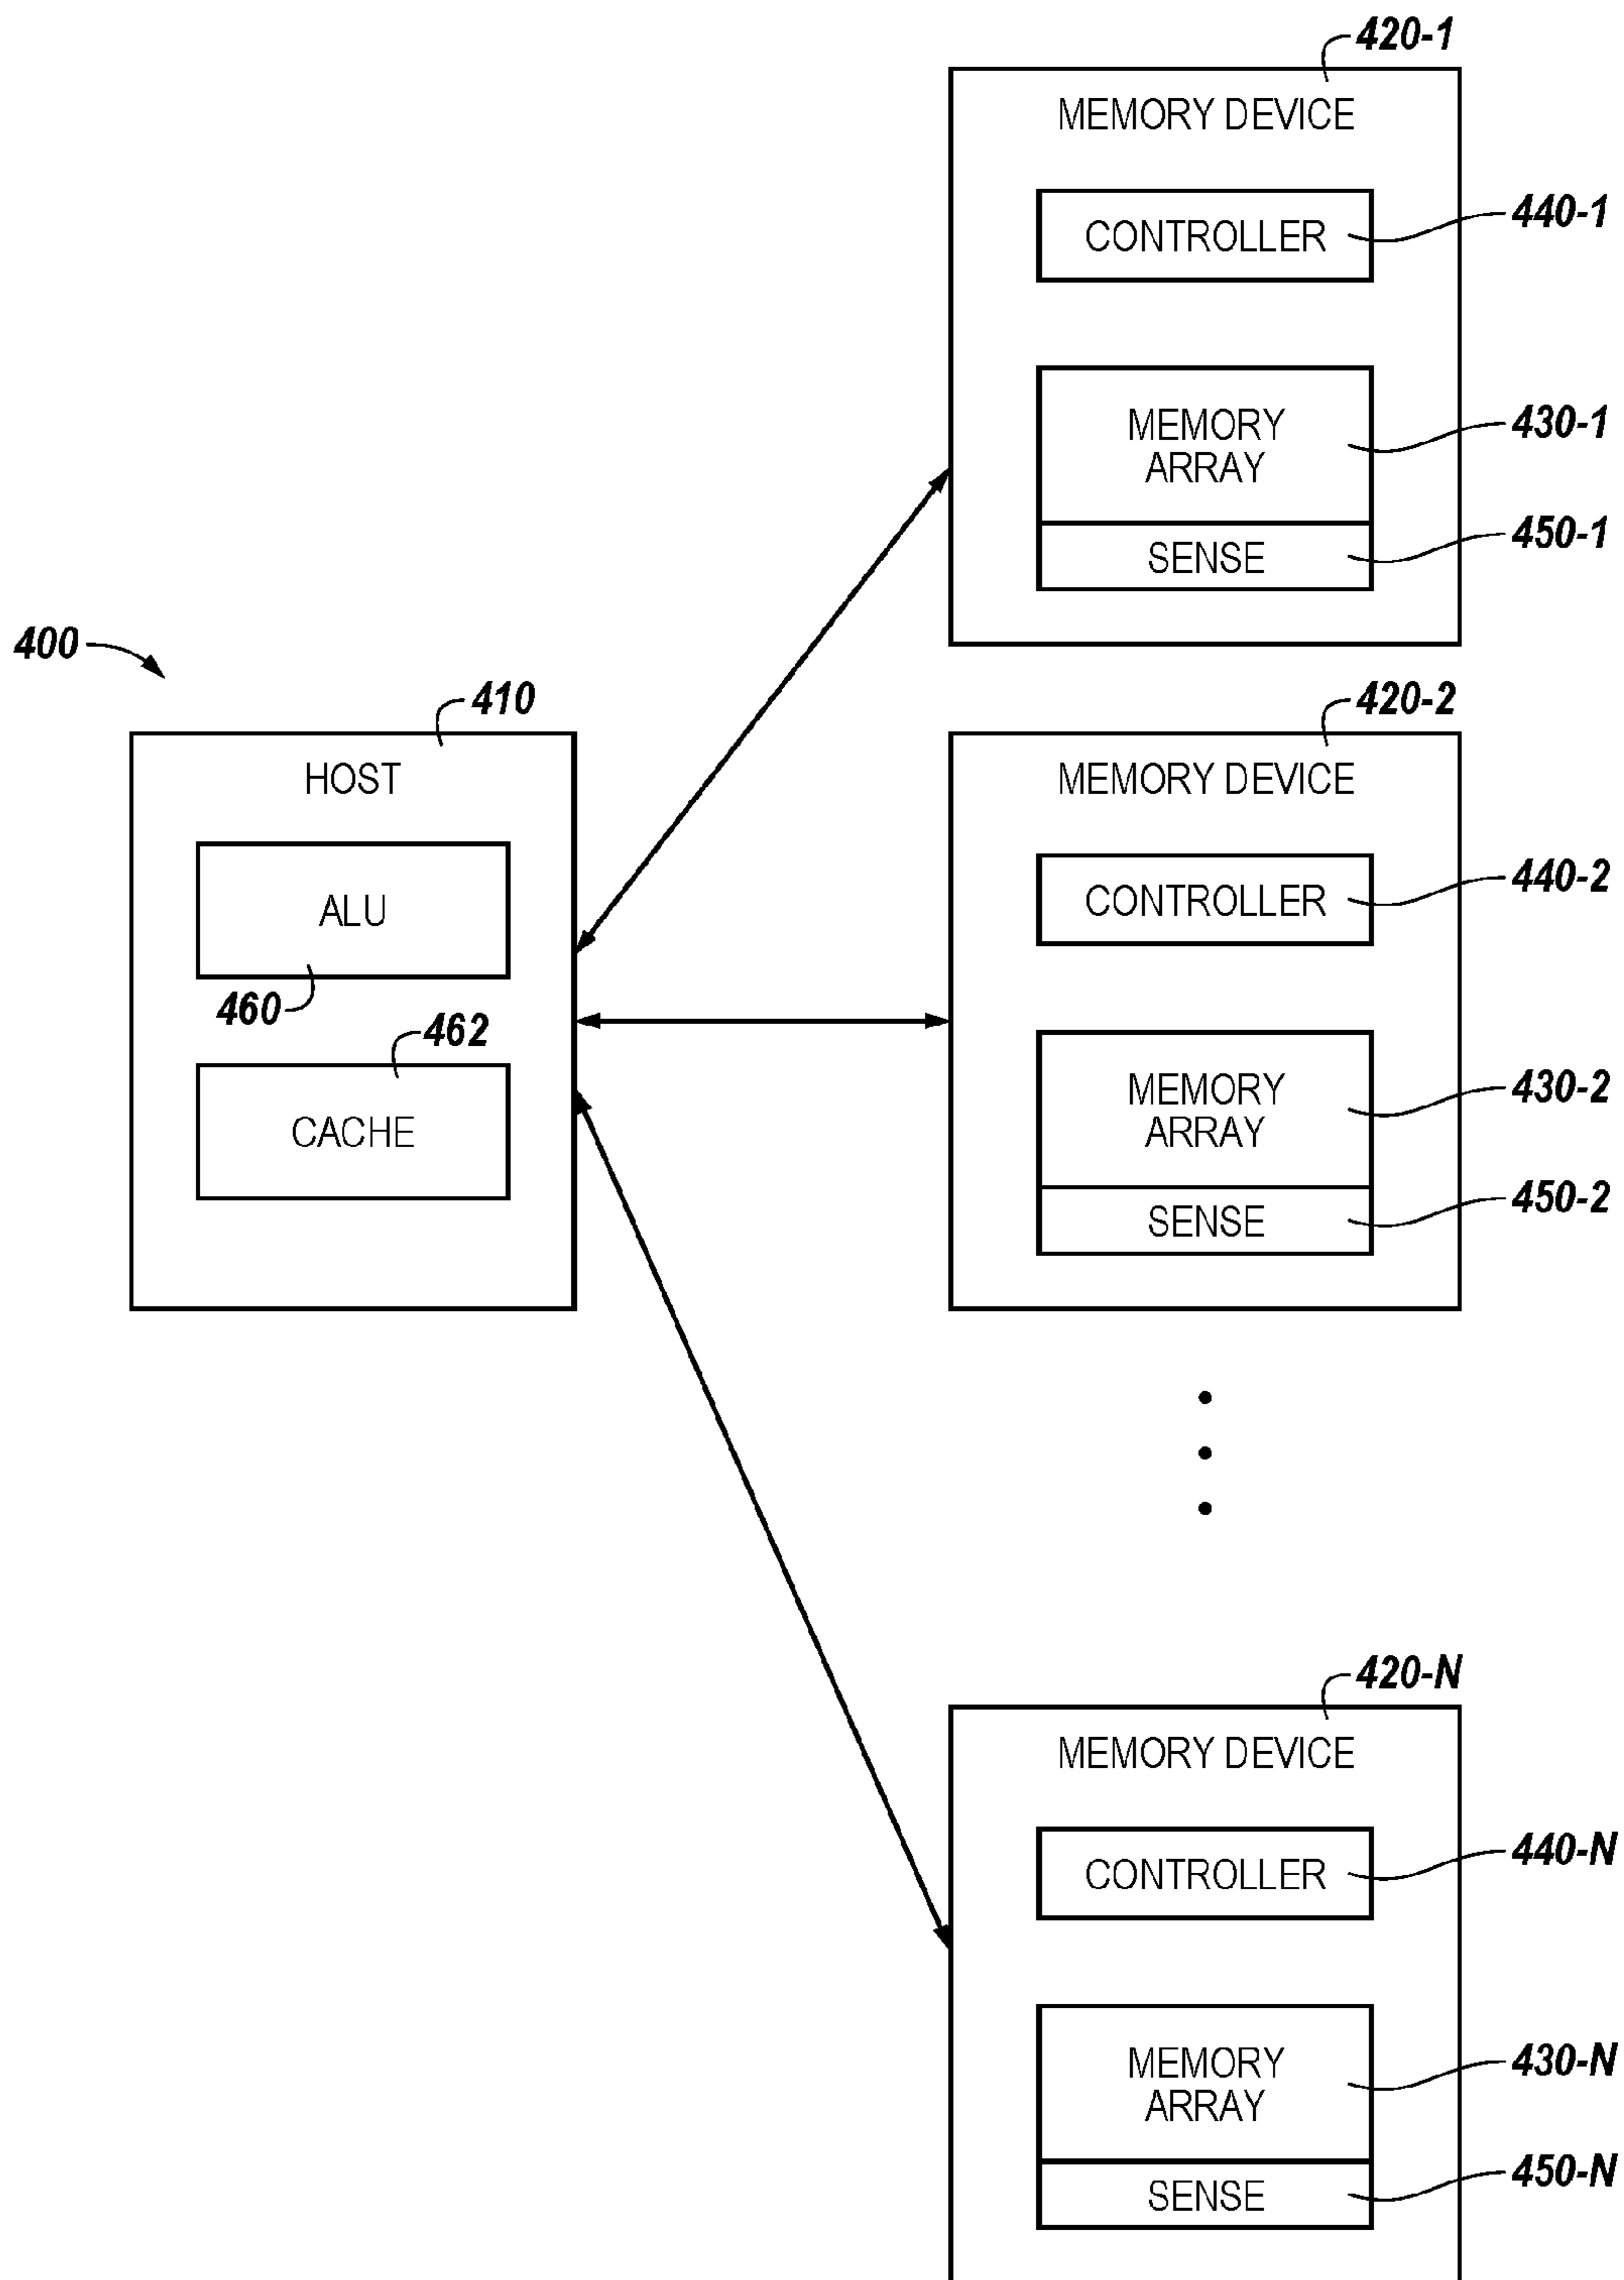 420-1
MEMORY DEVICE
CONTROLLER
440-1
MEMORY
ARRAY
430-1
SENSE
450-1
400
410
HOST
ALU
460
462
CACHE
420-2
MEMORY DEVICE
CONTROLLER
440-2
MEMORY
ARRAY
430-2
SENSE
450-2
420-N
MEMORY DEVICE
CONTROLLER
440-N
MEMORY
ARRAY
430-N
SENSE
450-N